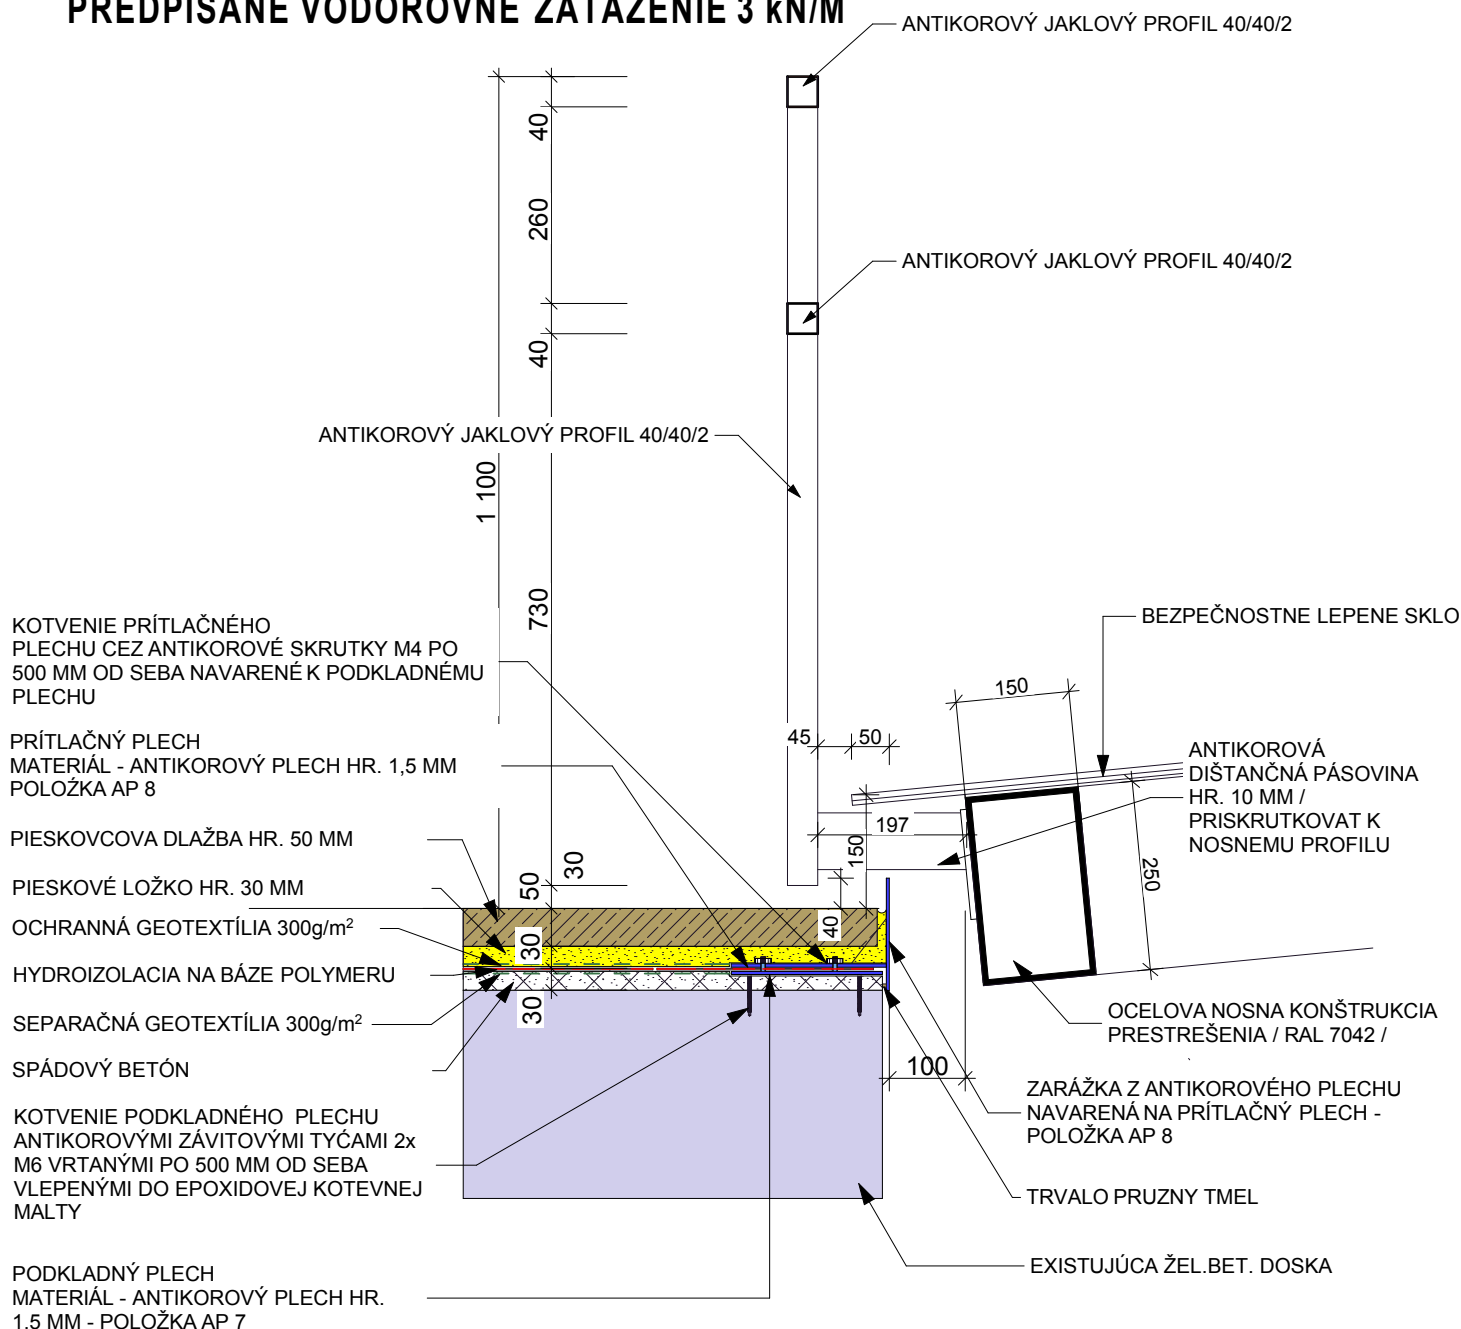 PREDPÍSANÉ VODOROVNÉ ZAŤAŽENIE 3 kN/M
ANTIKOROVÝ JAKLOVÝ PROFIL 40/40/2
40
260
ANTIKOROVÝ JAKLOVÝ PROFIL 40/40/2
40
ANTIKOROVÝ JAKLOVÝ PROFIL 40/40/2
1 100
730
KOTVENIE PRÍTLAČNÉHO
PLECHU CEZ ANTIKOROVÉ SKRUTKY M4 PO
500 MM OD SEBA NAVARENÉ K PODKLADNÉMU
PLECHU
BEZPEČNOSTNE LEPENE SKLO
150
45
50
PRÍTLAČNÝ PLECH
MATERIÁL - ANTIKOROVÝ PLECH HR. 1,5 MM
POLOŽKA AP 8
ANTIKOROVÁ
DIŠTANČNÁ PÁSOVINA
HR. 10 MM /
PRISKRUTKOVAT K
NOSNEMU PROFILU
197
150
250
PIESKOVCOVA DLAŽBA HR. 50 MM
30
50
PIESKOVÉ LOŽKO HR. 30 MM
40
OCHRANNÁ GEOTEXTÍLIA 300g/m²
30
HYDROIZOLACIA NA BÁZE POLYMERU
30
SEPARAČNÁ GEOTEXTÍLIA 300g/m²
OCELOVA NOSNA KONŠTRUKCIA
PRESTREŠENIA / RAL 7042 /
SPÁDOVÝ BETÓN
100
ZARÁŽKA Z ANTIKOROVÉHO PLECHU
NAVARENÁ NA PRÍTLAČNÝ PLECH -
POLOŽKA AP 8
KOTVENIE PODKLADNÉHO PLECHU
ANTIKOROVÝMI ZÁVITOVÝMI TYĆAMI 2x
M6 VRTANÝMI PO 500 MM OD SEBA
VLEPENÝMI DO EPOXIDOVEJ KOTEVNEJ
MALTY
TRVALO PRUZNY TMEL
EXISTUJÚCA ŽEL.BET. DOSKA
PODKLADNÝ PLECH
MATERIÁL - ANTIKOROVÝ PLECH HR.
1,5 MM - POLOŽKA AP 7